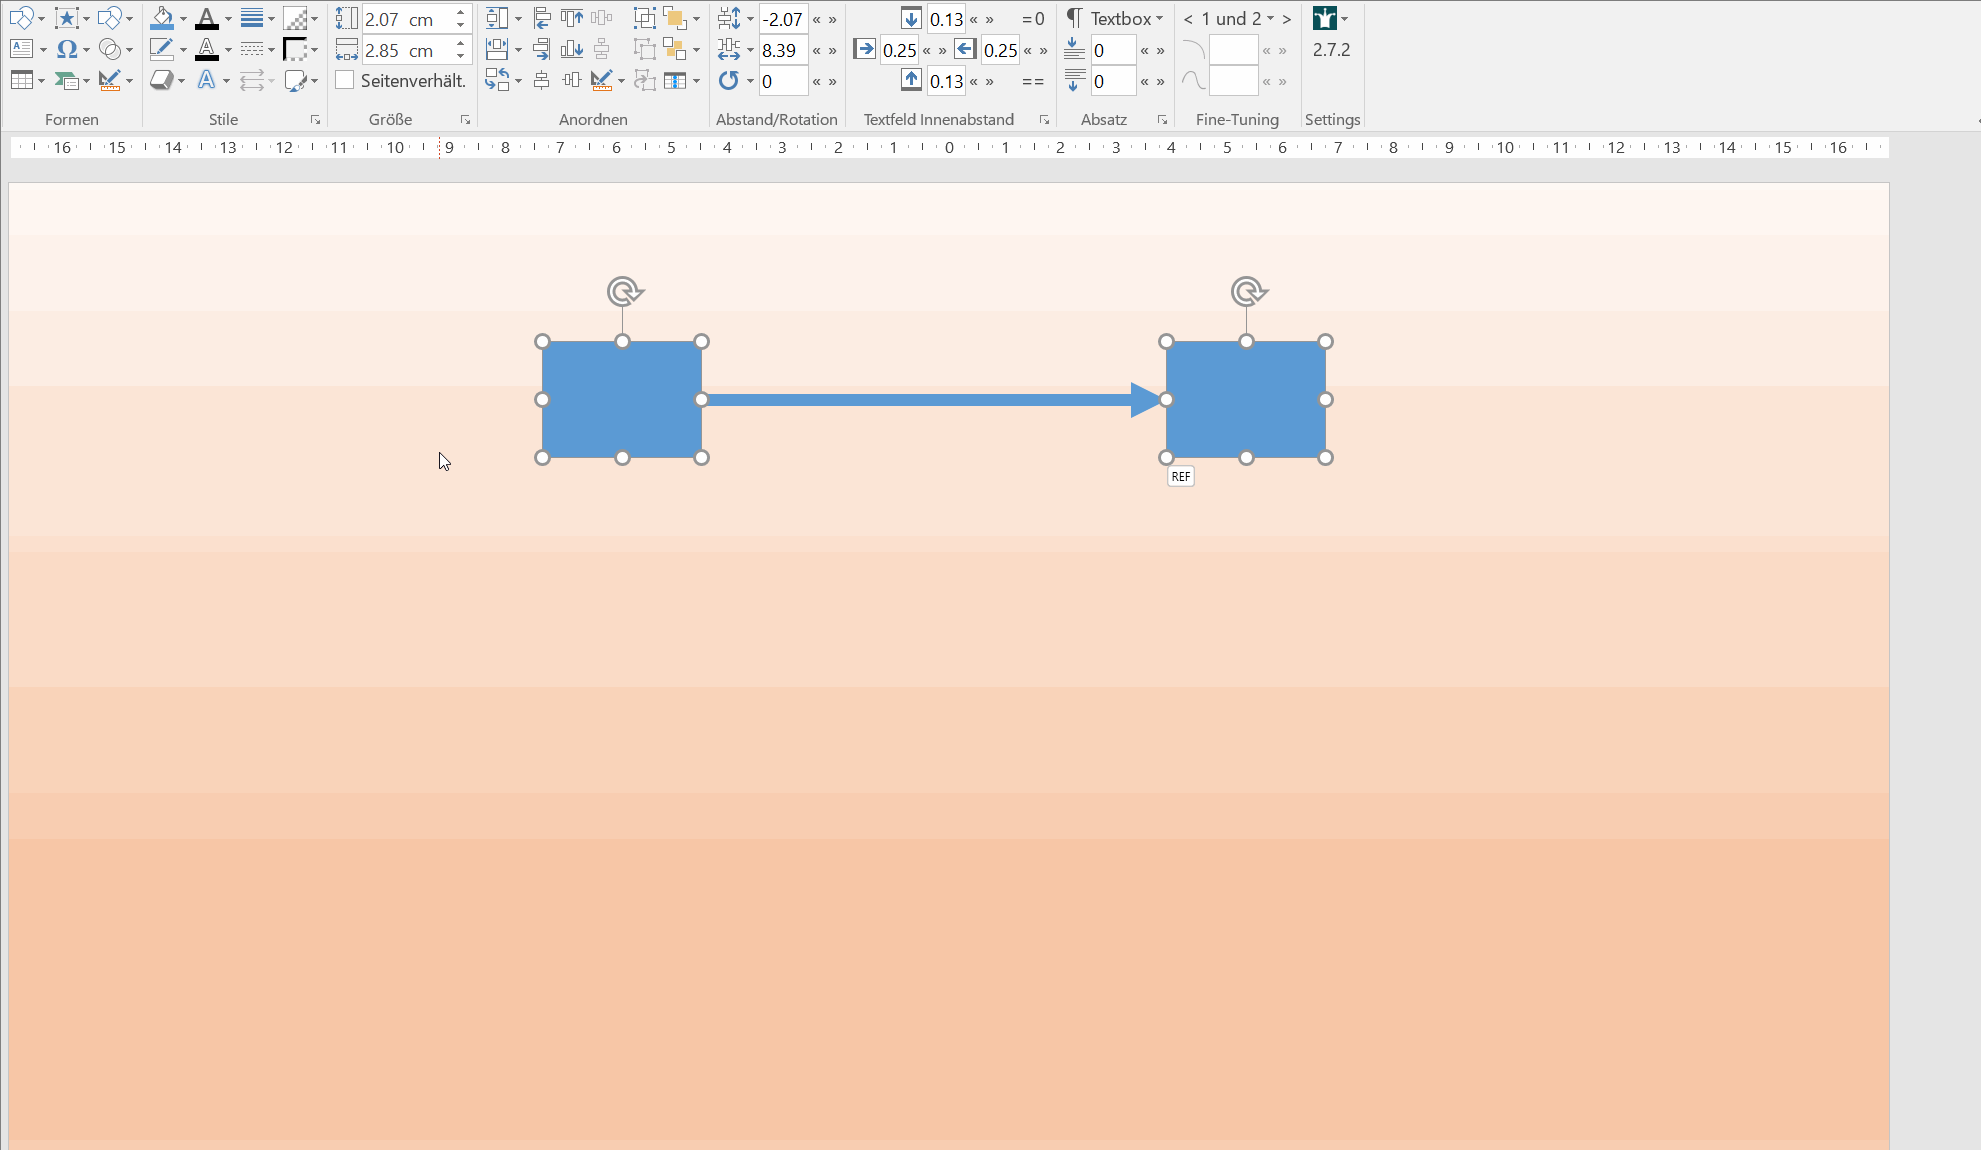 2.07 cm -2.07 « » 0.13 « » =0 Textbox < 1 und 2 >
2.85 cm 8.39 « » 0.25 « » 0.25 « » 0 « » « » 2.7.2
Seitenverhält. 0 « » 0.13 « » == 0 « » « »
Formen Stile Größe Anordnen Abstand/Rotation Textfeld Innenabstand Absatz Fine-Tuning Settings
16 15 14 13 12 11 10 9 8 7 6 5 4 3 2 1 0 1 2 3 4 5 6 7 8 9 10 11 12 13 14 15 16
REF